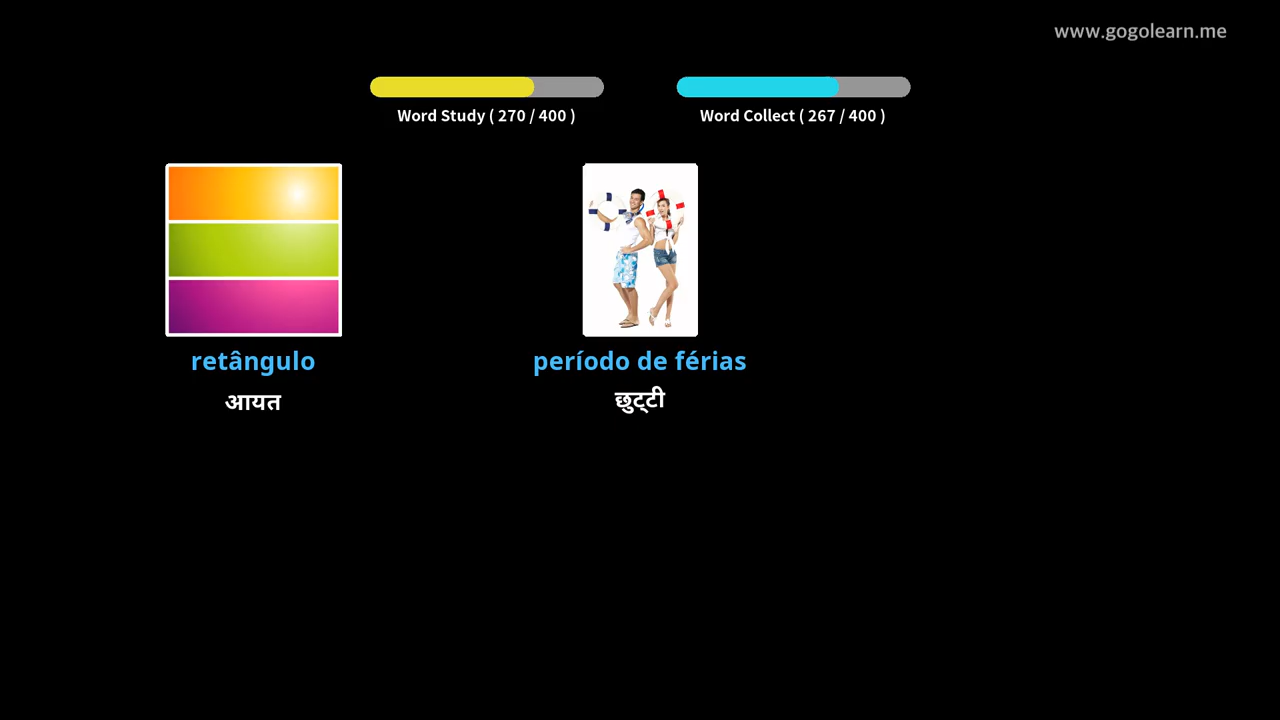 www.gogolearn.me
Word Study ( 270 / 400 )
Word Collect ( 267 / 400 )
retângulo
आयत
período de férias
छुट्टी